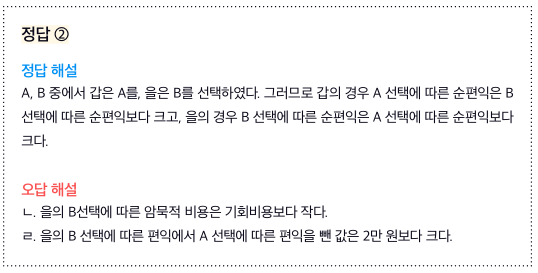 정답 ②
정답 해설
A, B 중에서 갑은 A를, 을은 B를 선택하였다. 그러므로 갑의 경우 A 선택에 따른 순편익은 B
선택에 따른 순편익보다 크고, 을의 경우 B 선택에 따른 순편익은 A 선택에 따른 순편익보다
크다.
오답 해설
ㄴ. 을의 B선택에 따른 암묵적 비용은 기회비용보다 작다.
ㄹ. 을의 B 선택에 따른 편익에서 A 선택에 따른 편익을 뺀 값은 2만 원보다 크다.